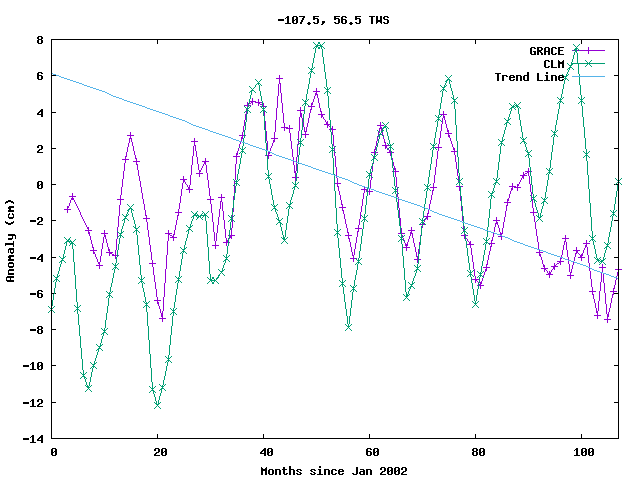 -107.5, 56.5 TWS
GRACE
CLM
Trend Line
8
6
4
2
0
-2
-4
-6
-8
-10
-12
-14
Anomaly (cm)
0 20 40 60 80 100
Months since Jan 2002